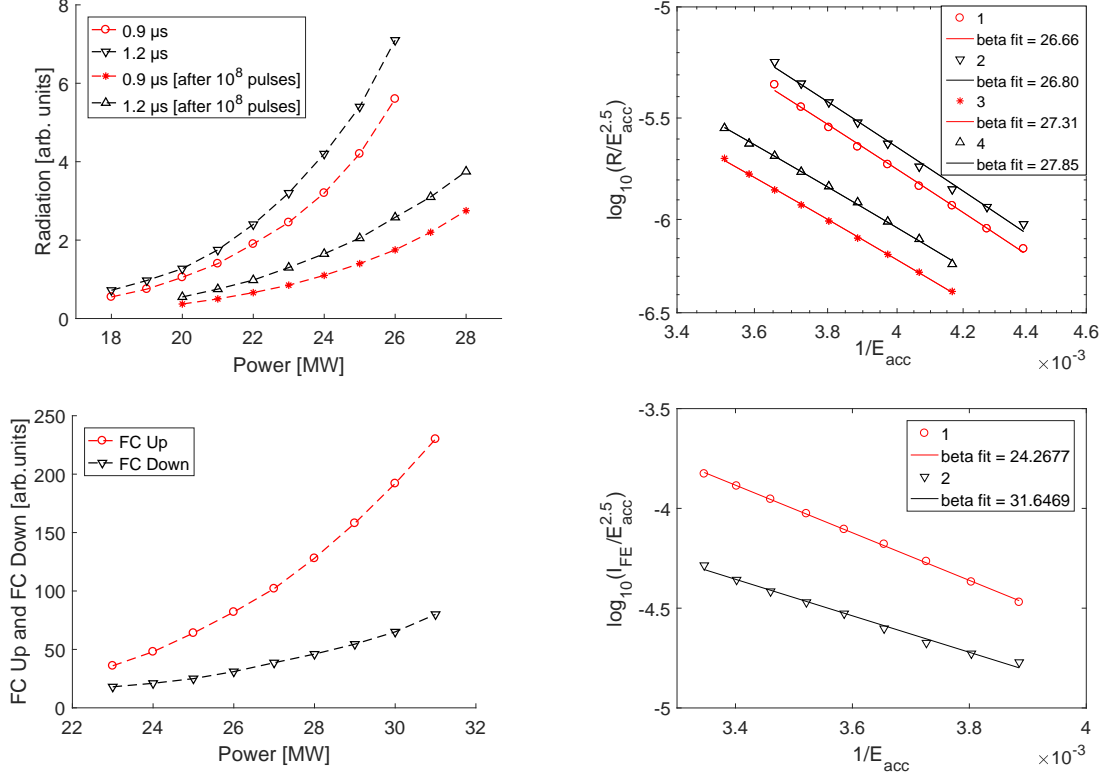 8
6
4
2
0
18 20 22 24 26 28
Radiation [arb. units]
Power [MW]
0.9 µs
1.2 µs
0.9 µs [after 10^8 pulses]
1.2 µs [after 10^8 pulses]
-5
-5.5
-6
-6.5
3.4 3.6 3.8 4 4.2 4.4 4.6
×10^-3
log10(R/E_acc^2.5)
1/E_acc
1
beta fit = 26.66
2
beta fit = 26.80
3
beta fit = 27.31
4
beta fit = 27.85
250
200
150
100
50
0
22 24 26 28 30 32
FC Up and FC Down [arb.units]
Power [MW]
FC Up
FC Down
-3.5
-4
-4.5
-5
3.4 3.6 3.8 4
×10^-3
log10(I_FE/E_acc^2.5)
1/E_acc
1
beta fit = 24.2677
2
beta fit = 31.6469